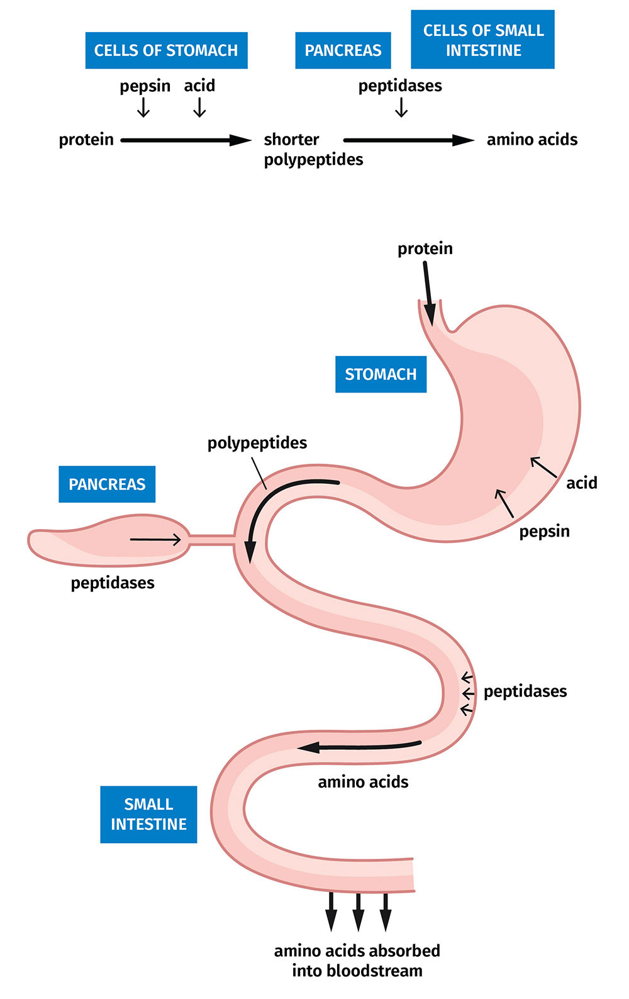 CELLS OF STOMACH
PANCREAS
CELLS OF SMALL
INTESTINE
pepsin
acid
peptidases
protein
shorter
polypeptides
amino acids
protein
STOMACH
polypeptides
PANCREAS
acid
pepsin
peptidases
peptidases
amino acids
SMALL
INTESTINE
amino acids absorbed
into bloodstream